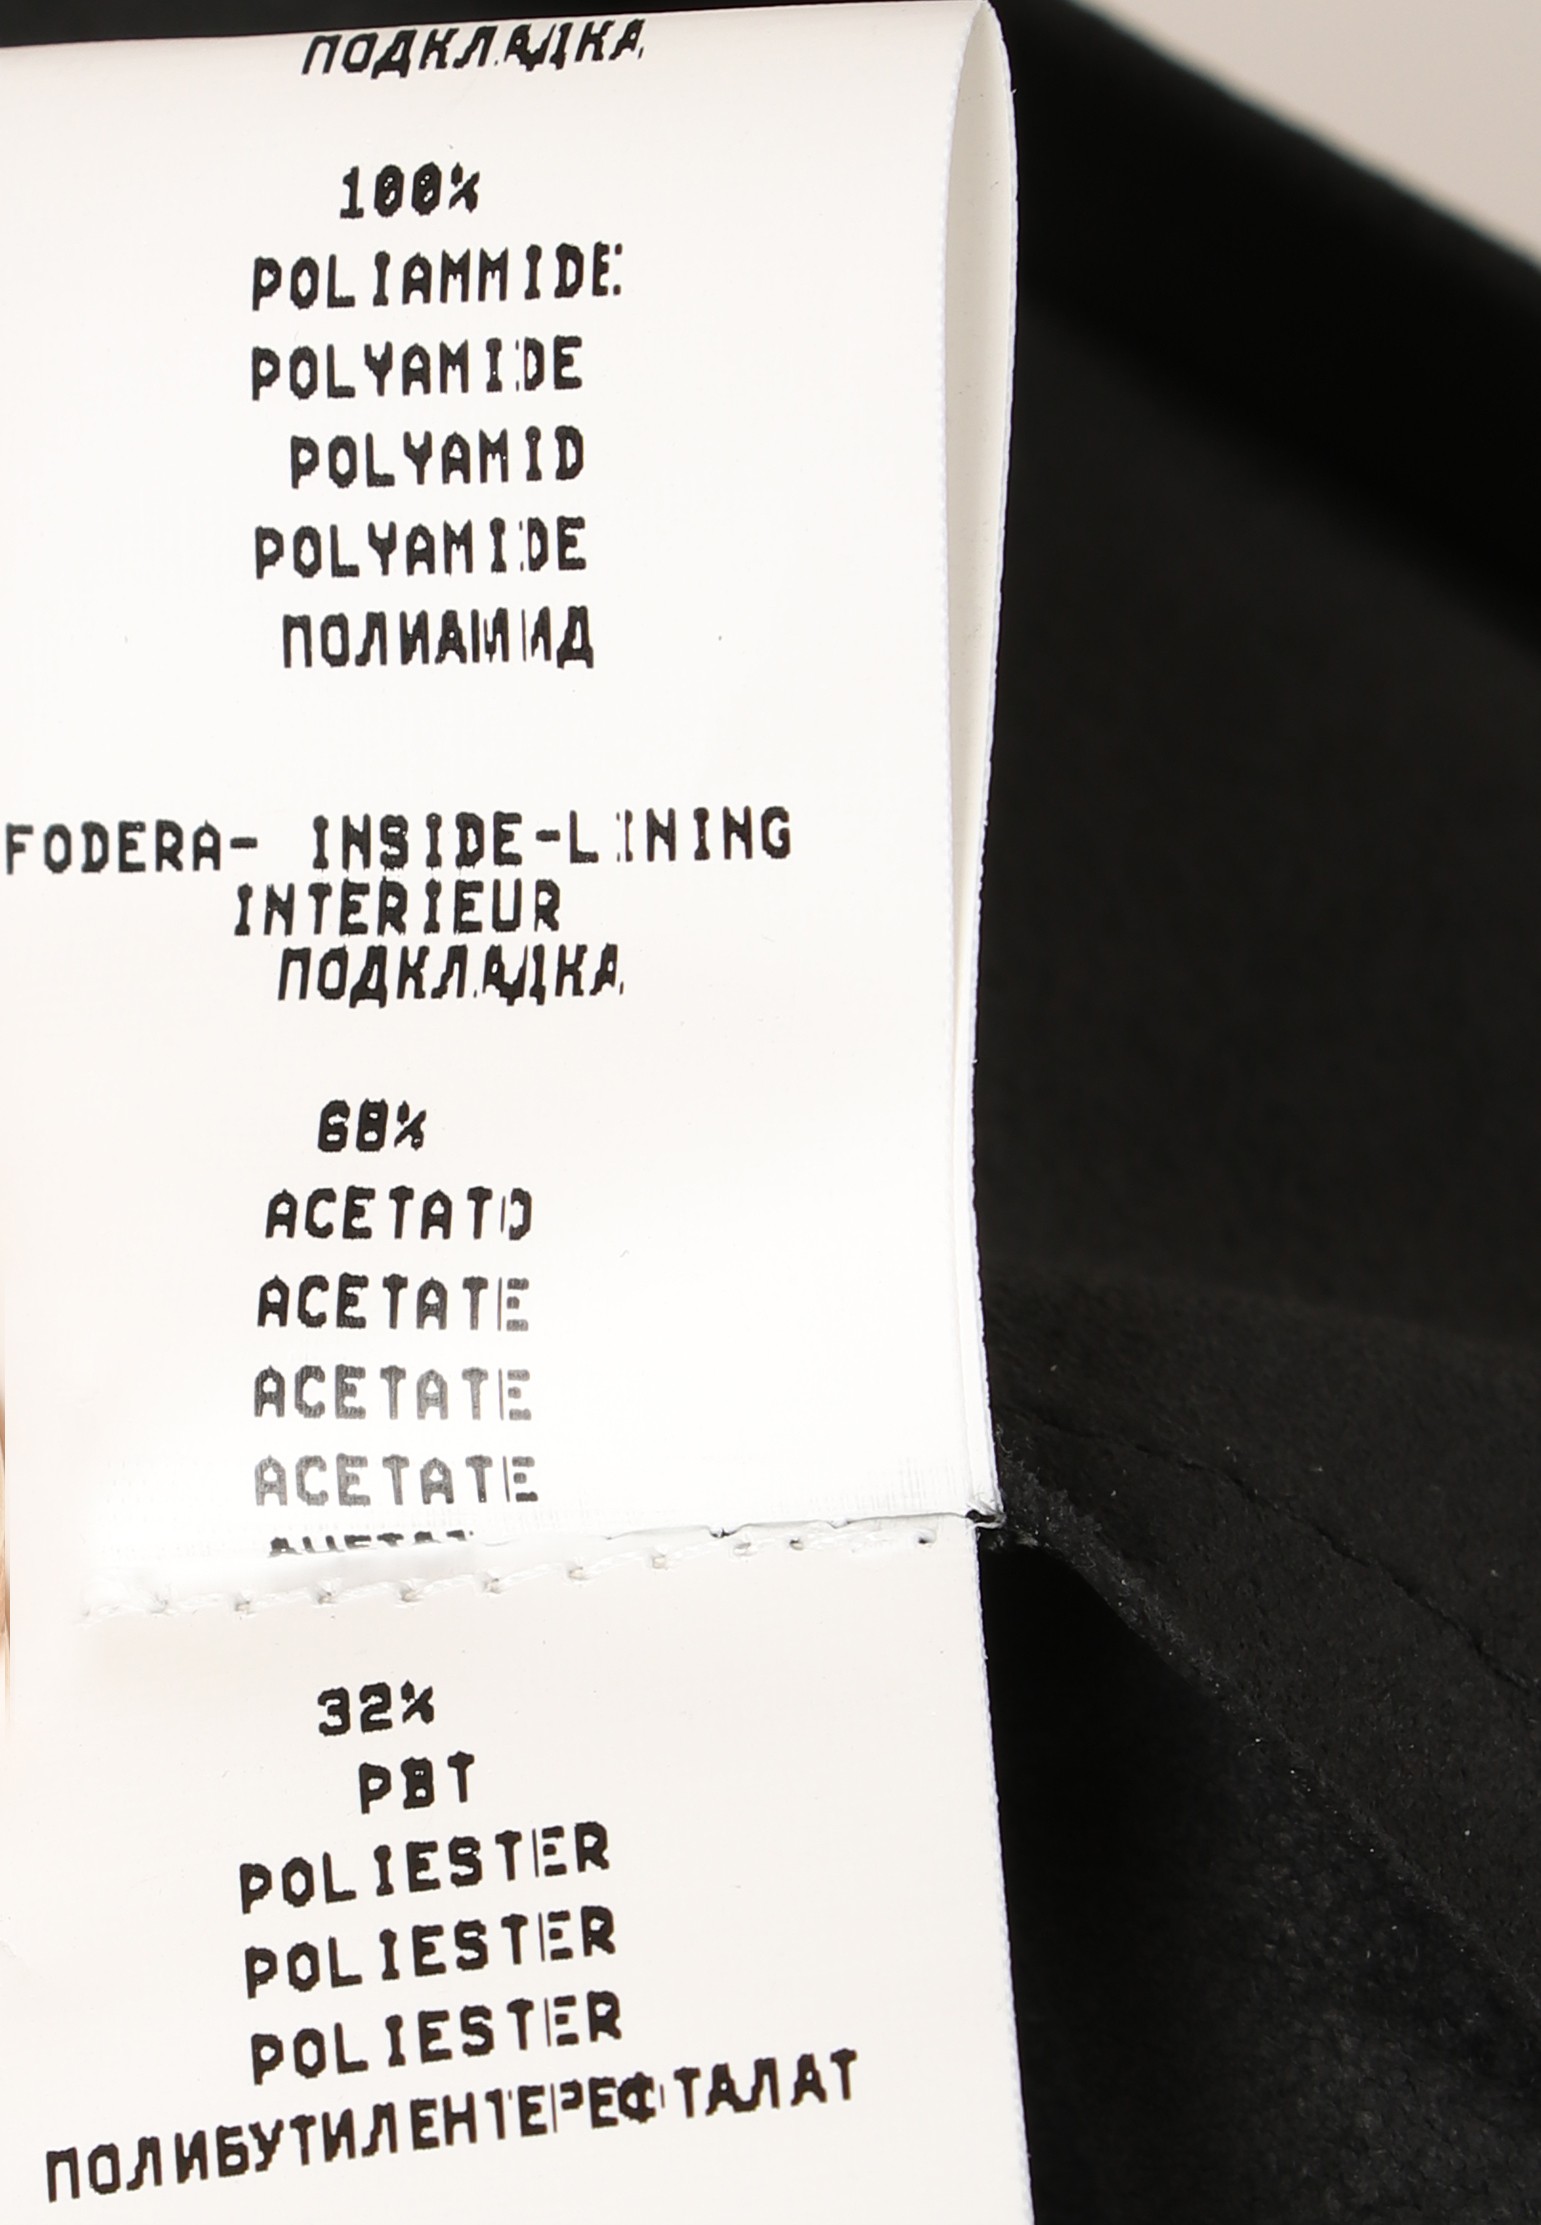 ПОДКЛАДКА
100%
POLIAMMIDE
POLYAMIDE
POLYAMID
POLYAMIDE
ПОЛИАМИД
FODERA- INSIDE-LINING
INTERIEUR
ПОДКЛАДКА
68%
ACETATO
ACETATE
ACETATE
ACETATE
32%
PBT
POLIESTER
POLIESTER
POLIESTER
ПОЛИБУТИЛЕНТЕРЕФТАЛАТ